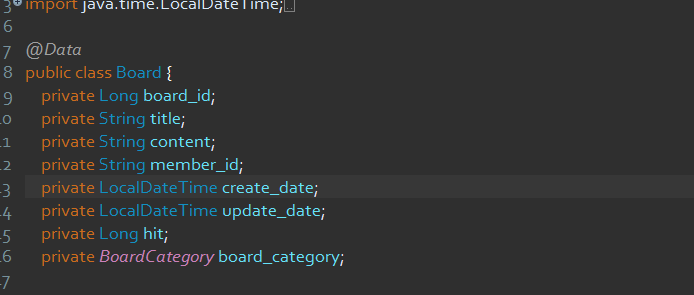 3 import java.time.LocalDateTime;
6
7 @Data
8 public class Board {
9 private Long board_id;
10 private String title;
11 private String content;
12 private String member_id;
13 private LocalDateTime create_date;
14 private LocalDateTime update_date;
15 private Long hit;
16 private BoardCategory board_category;
17